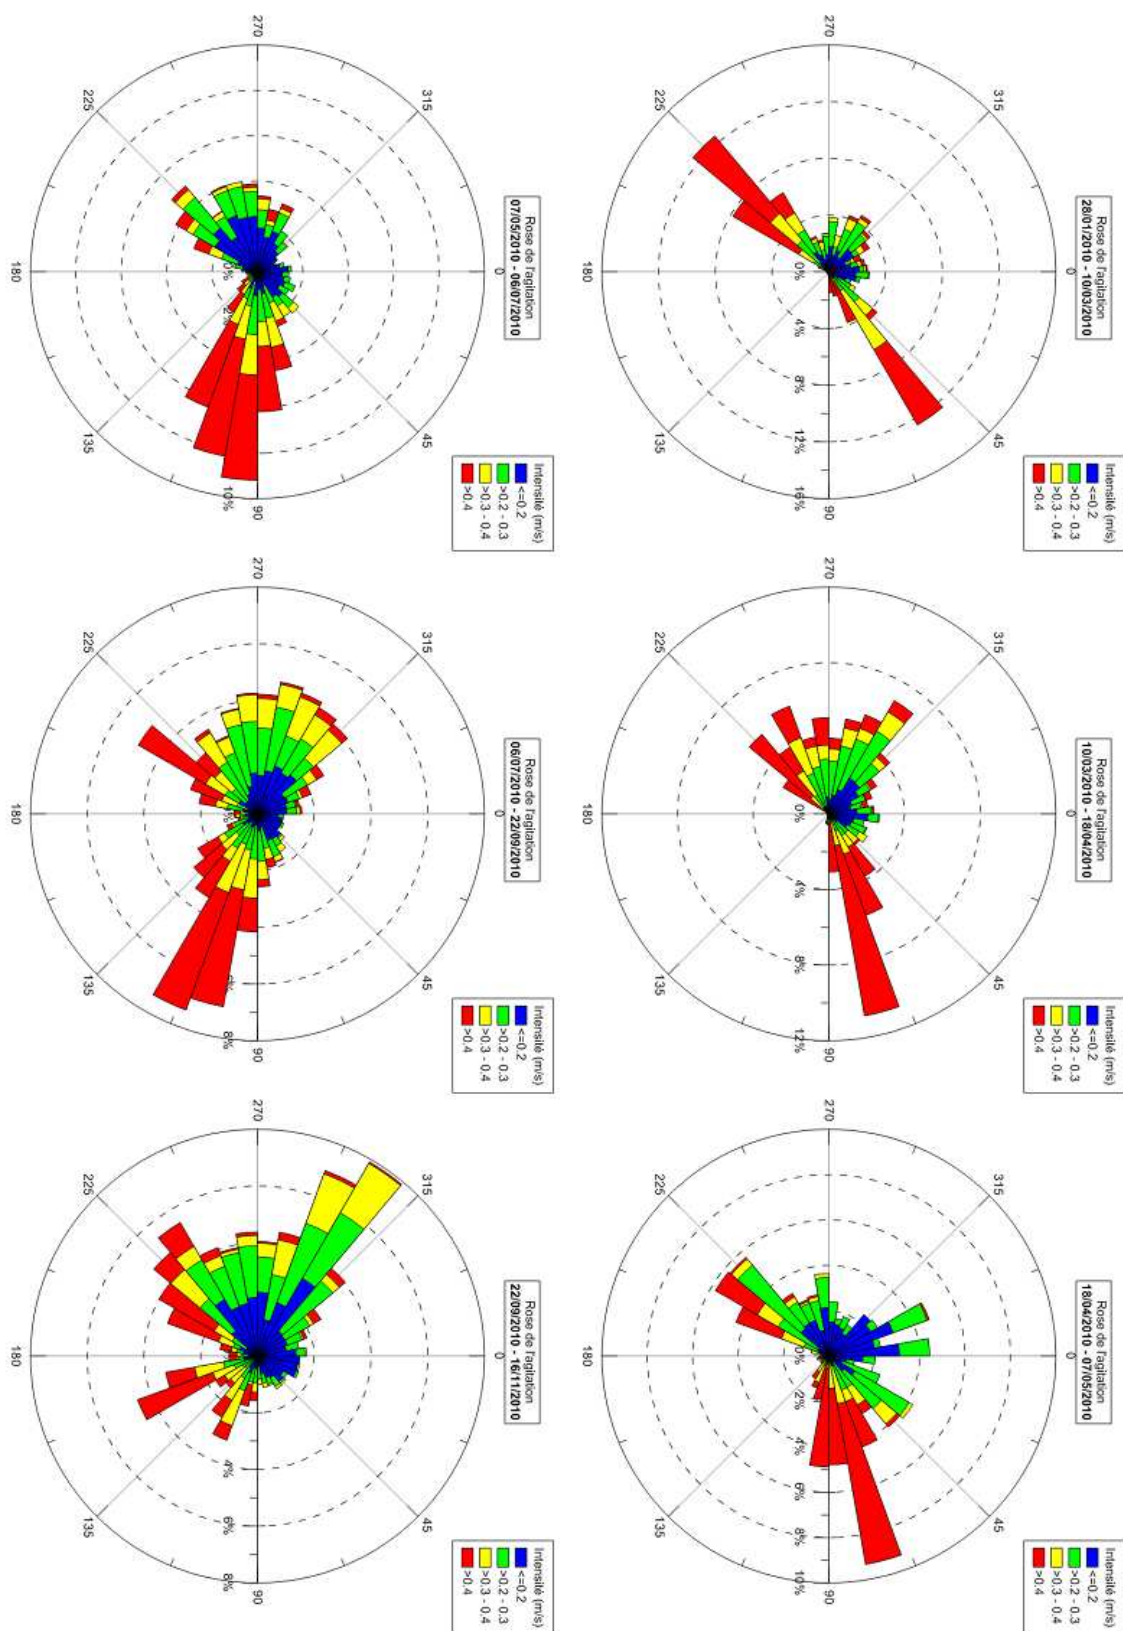 Rose de l'agitation
28/01/2010 - 10/03/2010
Intensité (m/s)
<=0.2
>0.2 - 0.3
>0.3 - 0.4
>0.4
0
315
45
270
0%
4%
8%
12%
16%
90
225
135
180
Rose de l'agitation
10/03/2010 - 18/04/2010
Intensité (m/s)
<=0.2
>0.2 - 0.3
>0.3 - 0.4
>0.4
0
315
45
270
0%
4%
8%
12%
90
225
135
180
Rose de l'agitation
18/04/2010 - 07/05/2010
Intensité (m/s)
<=0.2
>0.2 - 0.3
>0.3 - 0.4
>0.4
0
315
45
270
0%
2%
4%
6%
8%
10%
90
225
135
180
Rose de l'agitation
07/05/2010 - 06/07/2010
Intensité (m/s)
<=0.2
>0.2 - 0.3
>0.3 - 0.4
>0.4
0
315
45
270
0%
2%
10%
90
225
135
180
Rose de l'agitation
06/07/2010 - 22/09/2010
Intensité (m/s)
<=0.2
>0.2 - 0.3
>0.3 - 0.4
>0.4
0
315
45
270
8%
90
225
135
180
Rose de l'agitation
22/09/2010 - 16/11/2010
Intensité (m/s)
<=0.2
>0.2 - 0.3
>0.3 - 0.4
>0.4
0
315
45
270
4%
6%
8%
90
225
135
180